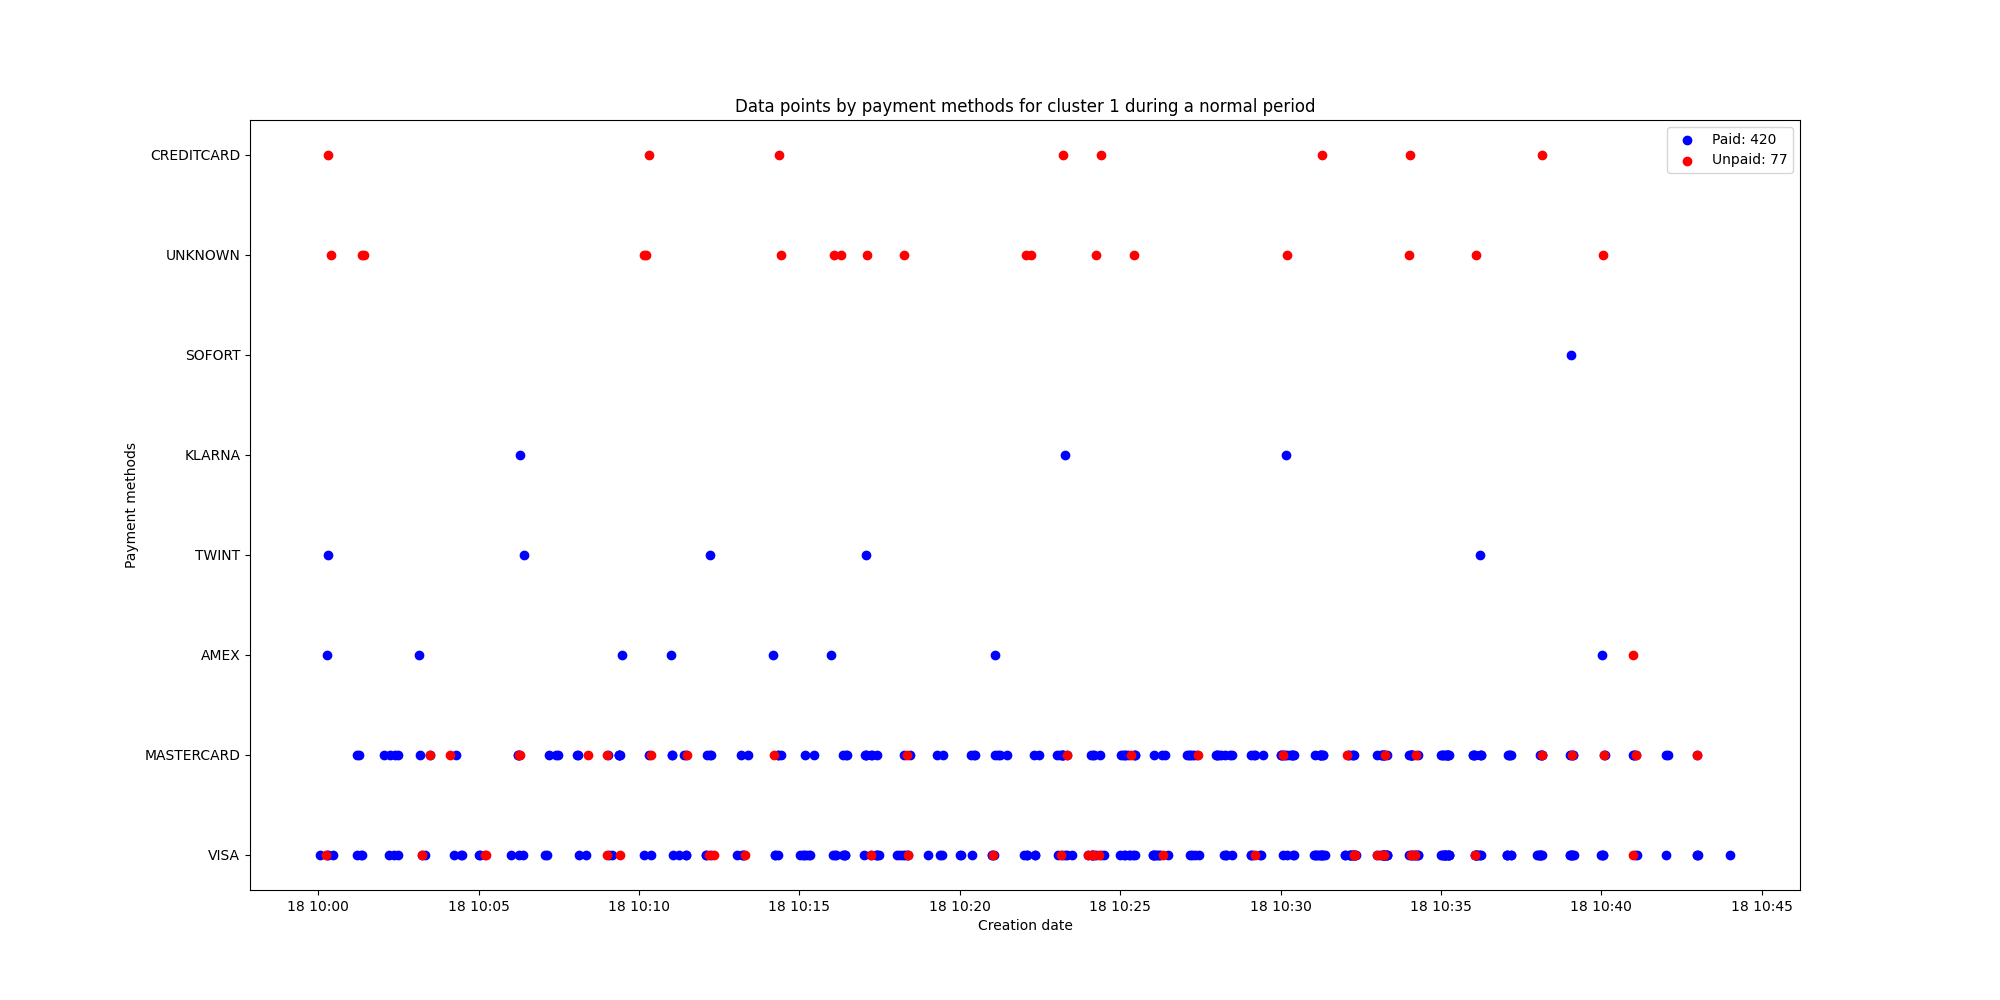 Data points by payment methods for cluster 1 during a normal period
Paid: 420
Unpaid: 77
CREDITCARD
UNKNOWN
SOFORT
KLARNA
TWINT
AMEX
MASTERCARD
VISA
Payment methods
18 10:00 18 10:05 18 10:10 18 10:15 18 10:20 18 10:25 18 10:30 18 10:35 18 10:40 18 10:45
Creation date